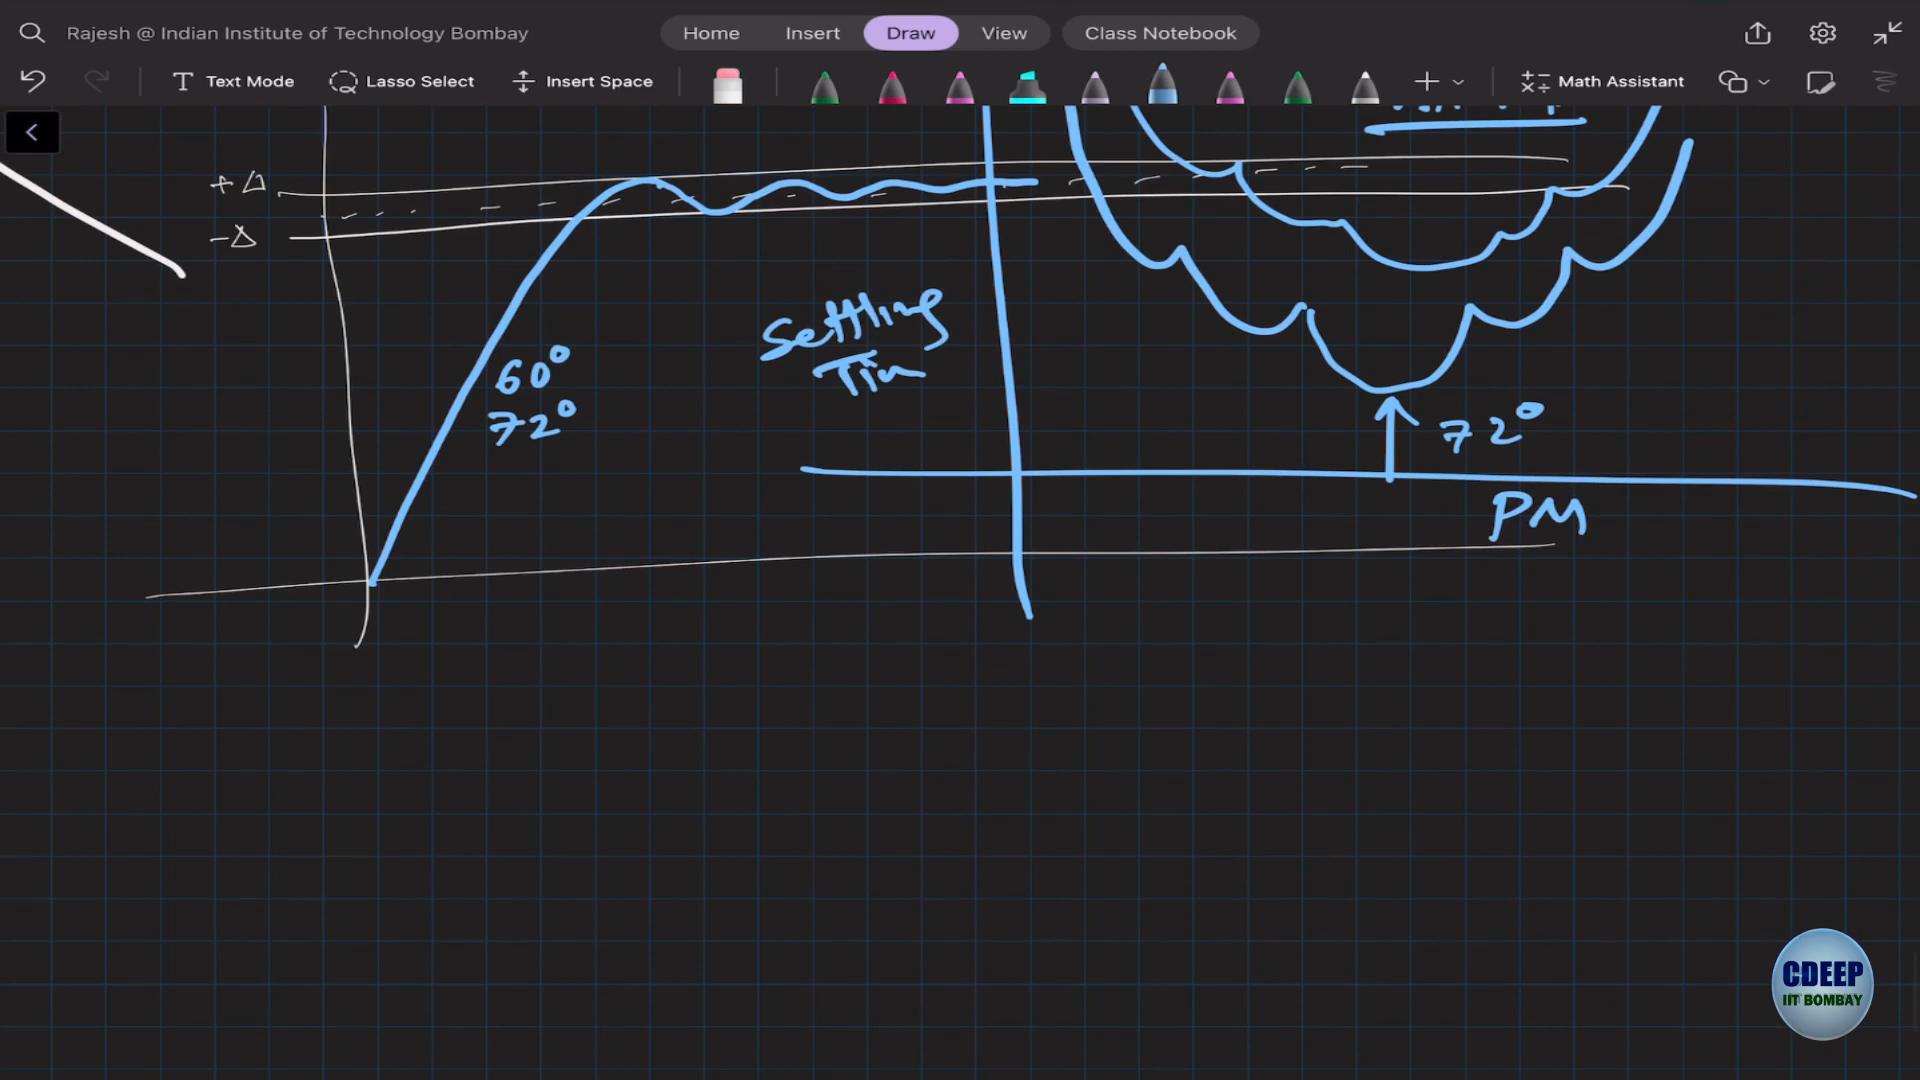 Rajesh @ Indian Institute of Technology Bombay
Home Insert Draw View Class Notebook
Text Mode Lasso Select Insert Space Math Assistant
+Δ
-Δ
Settling
60°
72°
72°
PM
CDEEP
IIT BOMBAY